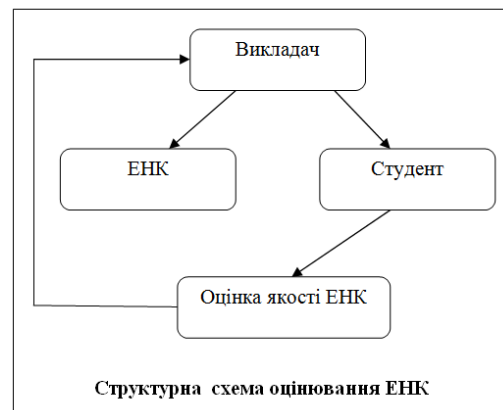 Викладач
ЕНК
Студент
Оцінка якості ЕНК
Структурна схема оцінювання ЕНК